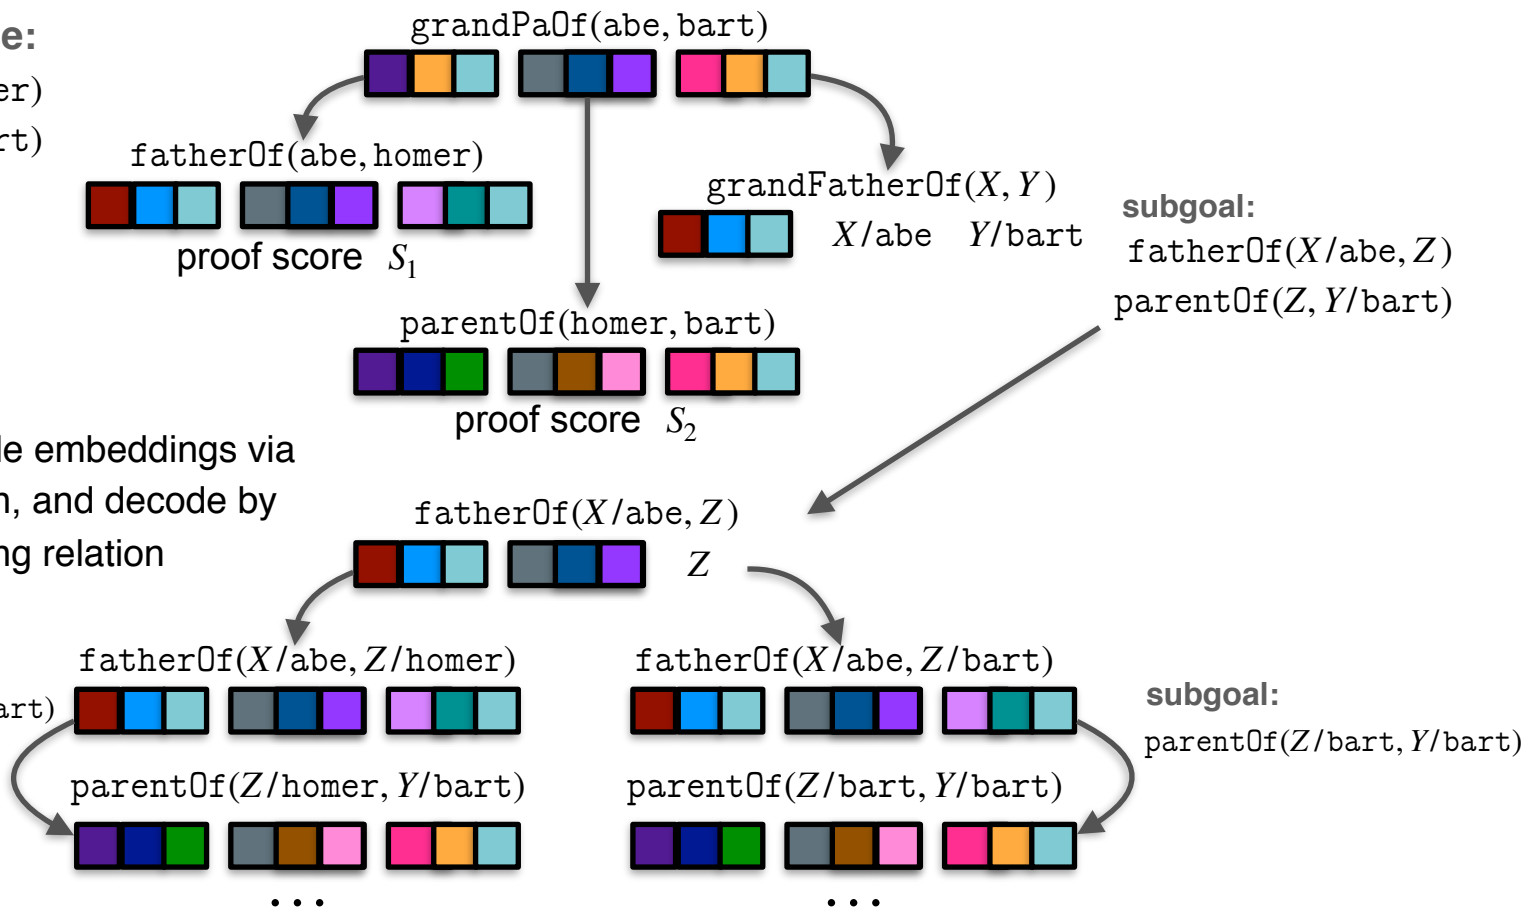 e:
er)
rt)
grandPaOf(abe, bart)
fatherOf(abe, homer)
proof score S₁
grandFatherOf(X, Y)
X/abe Y/bart
subgoal:
fatherOf(X/abe, Z)
parentOf(Z, Y/bart)
parentOf(homer, bart)
proof score S₂
le embeddings via
n, and decode by
ng relation
fatherOf(X/abe, Z)
Z
fatherOf(X/abe, Z/homer)
fatherOf(X/abe, Z/bart)
art)
subgoal:
parentOf(Z/bart, Y/bart)
parentOf(Z/homer, Y/bart)
parentOf(Z/bart, Y/bart)
...
...